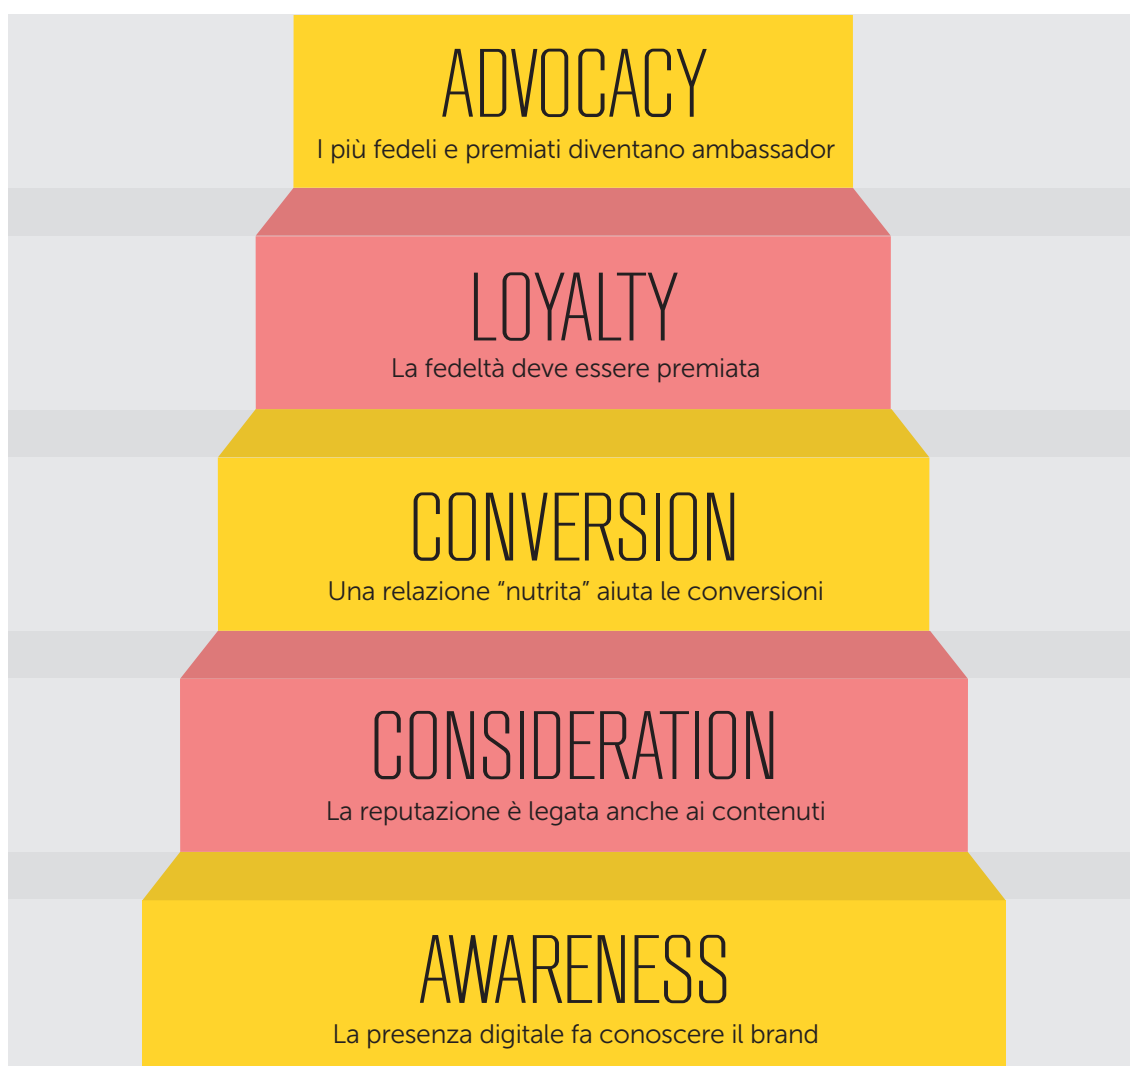 ADVOCACY
I più fedeli e premiati diventano ambassador
LOYALTY
La fedeltà deve essere premiata
CONVERSION
Una relazione “nutrita” aiuta le conversioni
CONSIDERATION
La reputazione è legata anche ai contenuti
AWARENESS
La presenza digitale fa conoscere il brand